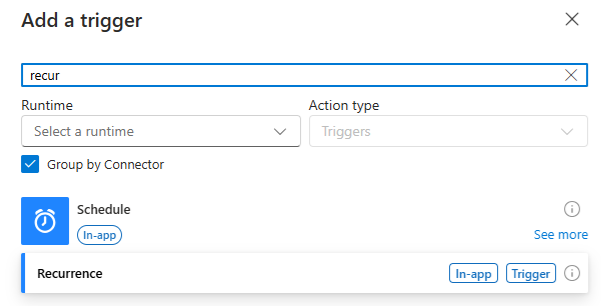 Add a trigger
recur
Runtime Action type
Select a runtime Triggers
Group by Connector
Schedule
In-app See more
Recurrence In-app Trigger